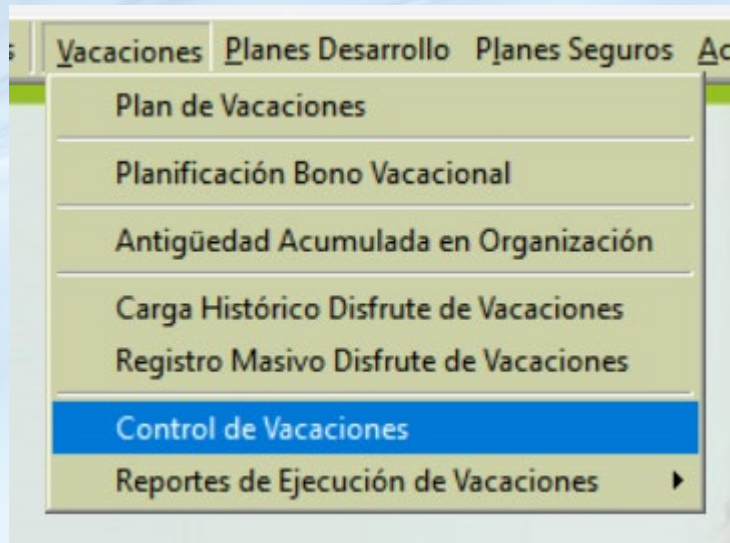 s Vacaciones Planes Desarrollo Planes Seguros Ac
Plan de Vacaciones
Planificación Bono Vacacional
Antigüedad Acumulada en Organización
Carga Histórico Disfrute de Vacaciones
Registro Masivo Disfrute de Vacaciones
Control de Vacaciones
Reportes de Ejecución de Vacaciones